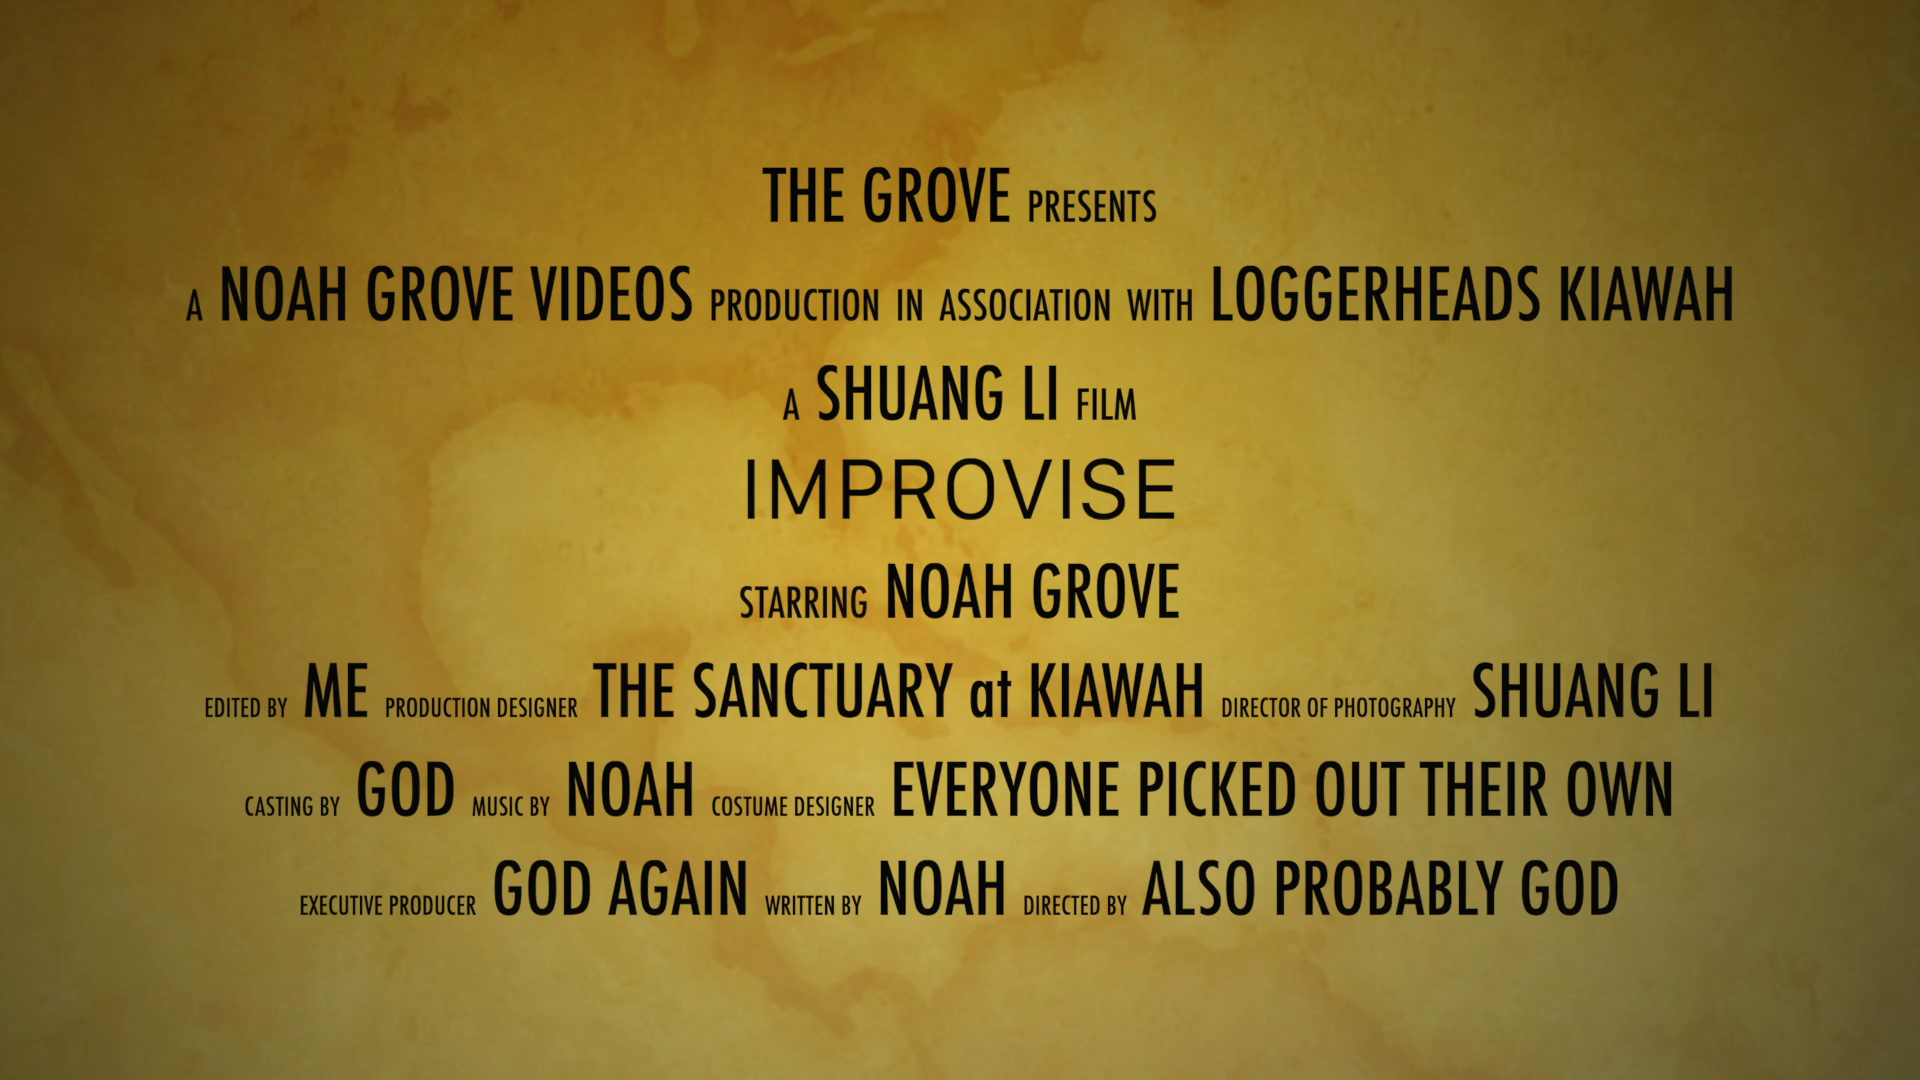 THE GROVE PRESENTS
A NOAH GROVE VIDEOS PRODUCTION IN ASSOCIATION WITH LOGGERHEADS KIAWAH
A SHUANG LI FILM
IMPROVISE
STARRING NOAH GROVE
EDITED BY ME PRODUCTION DESIGNER THE SANCTUARY at KIAWAH DIRECTOR OF PHOTOGRAPHY SHUANG LI
CASTING BY GOD MUSIC BY NOAH COSTUME DESIGNER EVERYONE PICKED OUT THEIR OWN
EXECUTIVE PRODUCER GOD AGAIN WRITTEN BY NOAH DIRECTED BY ALSO PROBABLY GOD